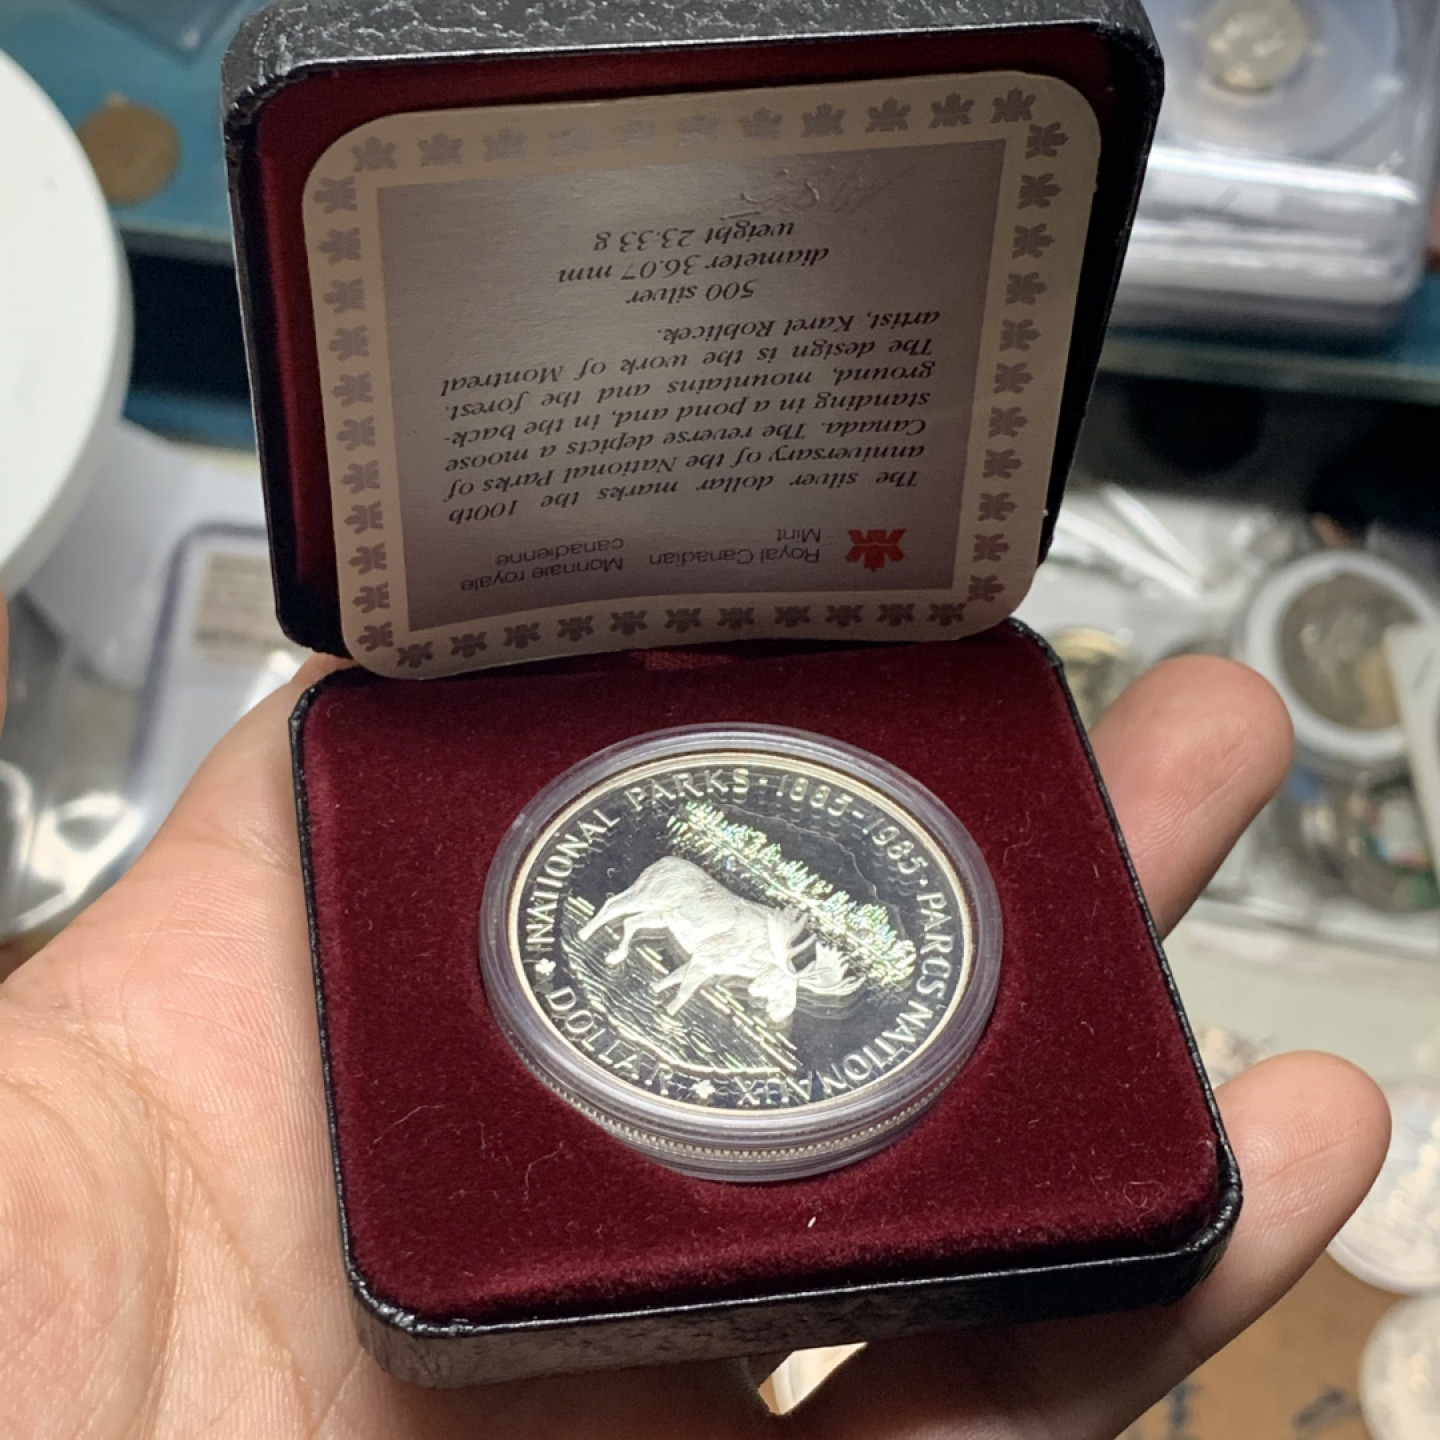 Royal Canadian Mint
Monnaie royale canadienne
The silver dollar marks the 100th
anniversary of the National Parks of
Canada. The reverse depicts a moose
standing in a pond and, in the back-
ground, mountains and the forest.
The design is the work of Montreal
artist, Karel Rohlicek.
500 silver
diameter 36.07 mm
weight 23.33 g
NATIONAL PARKS · 1885-1985 · PARCS NATIONAUX
DOLLAR